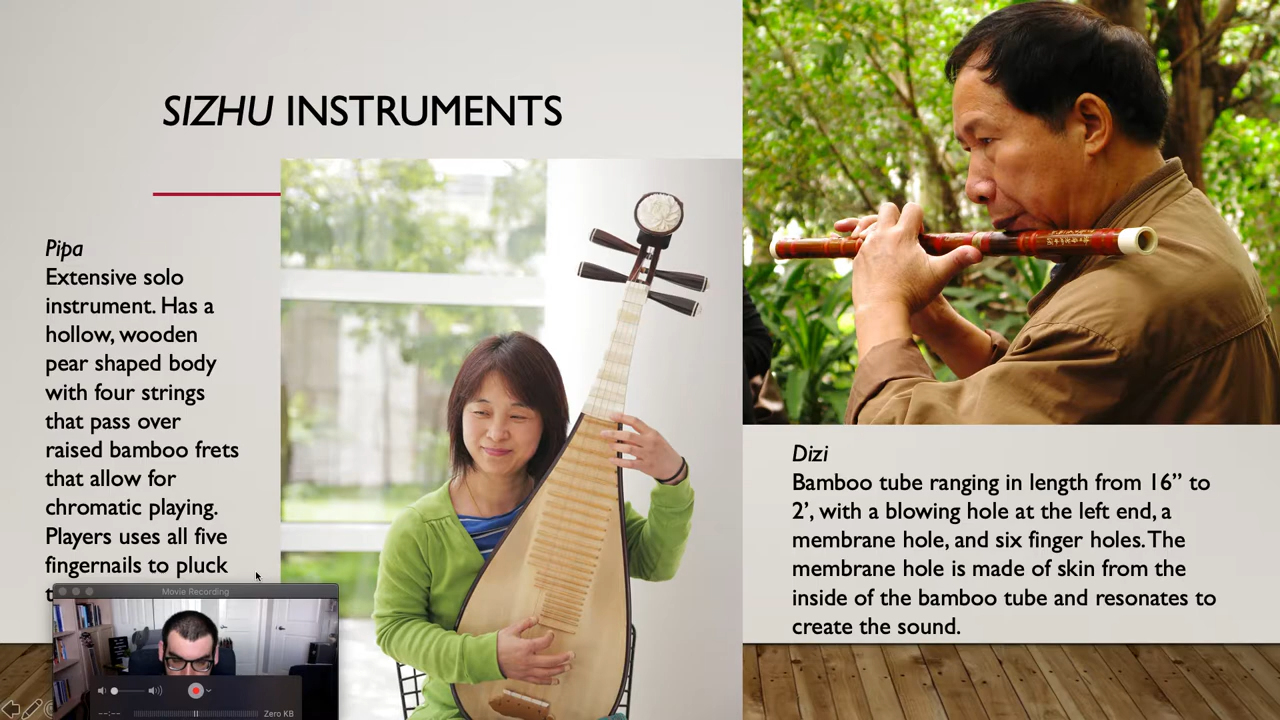 SIZHU INSTRUMENTS
Pipa
Extensive solo
instrument. Has a
hollow, wooden
pear shaped body
with four strings
that pass over
raised bamboo frets
that allow for
chromatic playing.
Players uses all five
fingernails to pluck
Dizi
Bamboo tube ranging in length from 16” to
2’, with a blowing hole at the left end, a
membrane hole, and six finger holes. The
membrane hole is made of skin from the
inside of the bamboo tube and resonates to
create the sound.
Movie Recording
--:--
Zero KB